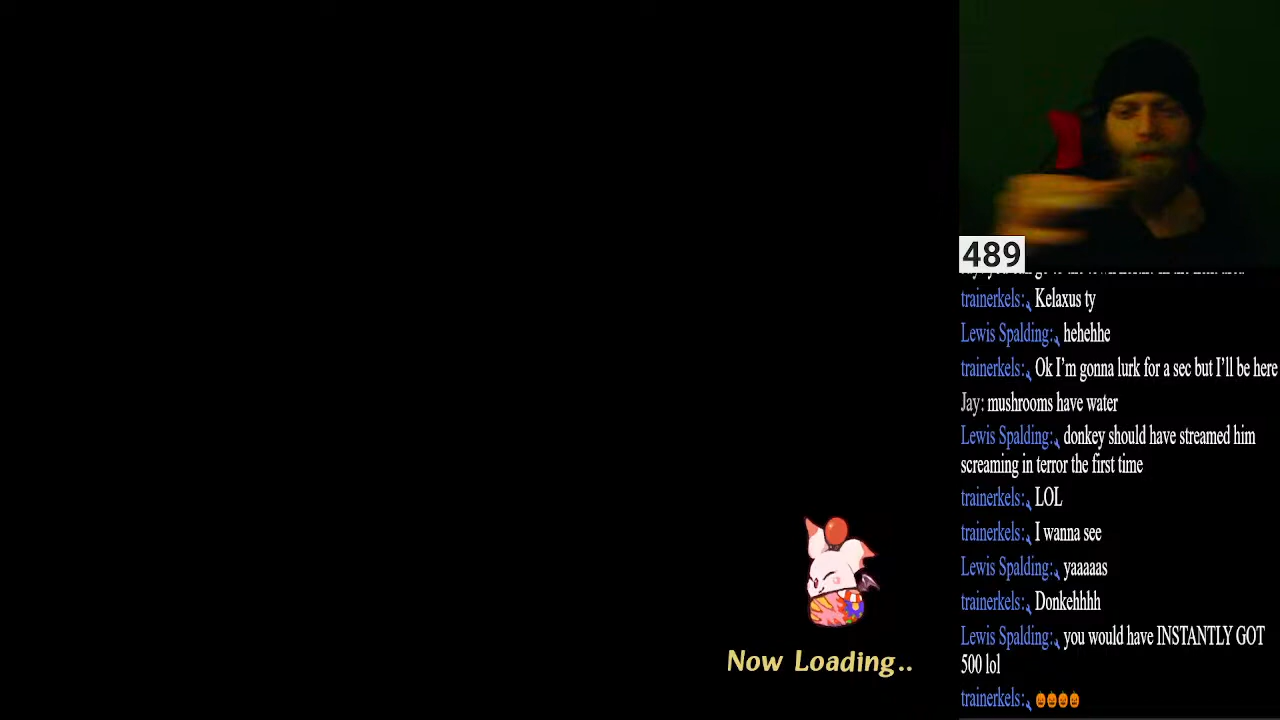 489
trainerkels: Kelaxus ty
Lewis Spalding: hehehhe
trainerkels: Ok I'm gonna lurk for a sec but I'll be here
Jay: mushrooms have water
Lewis Spalding: donkey should have streamed him
screaming in terror the first time
trainerkels: LOL
trainerkels: I wanna see
Lewis Spalding: yaaaaas
trainerkels: Donkehhhh
Lewis Spalding: you would have INSTANTLY GOT
500 lol
trainerkels: 🎃🎃🎃🎃
Now Loading..